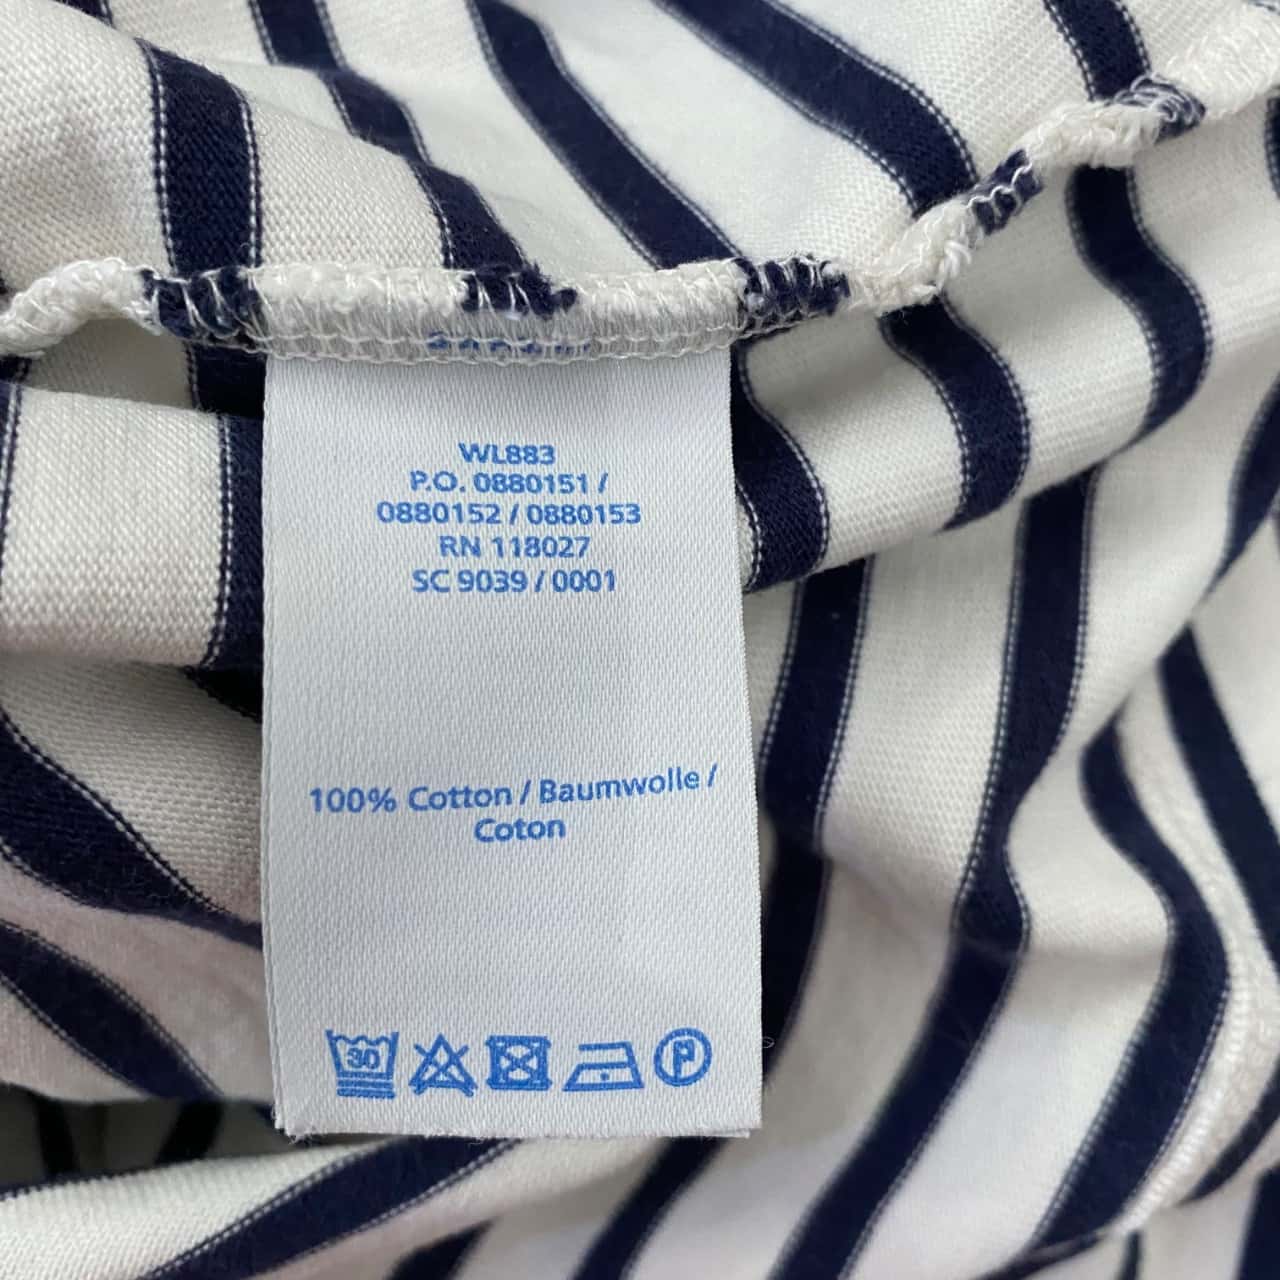 WL883
P.O. 0880151 /
0880152 / 0880153
RN 118027
SC 9039 / 0001
100% Cotton / Baumwolle /
Coton
30
P